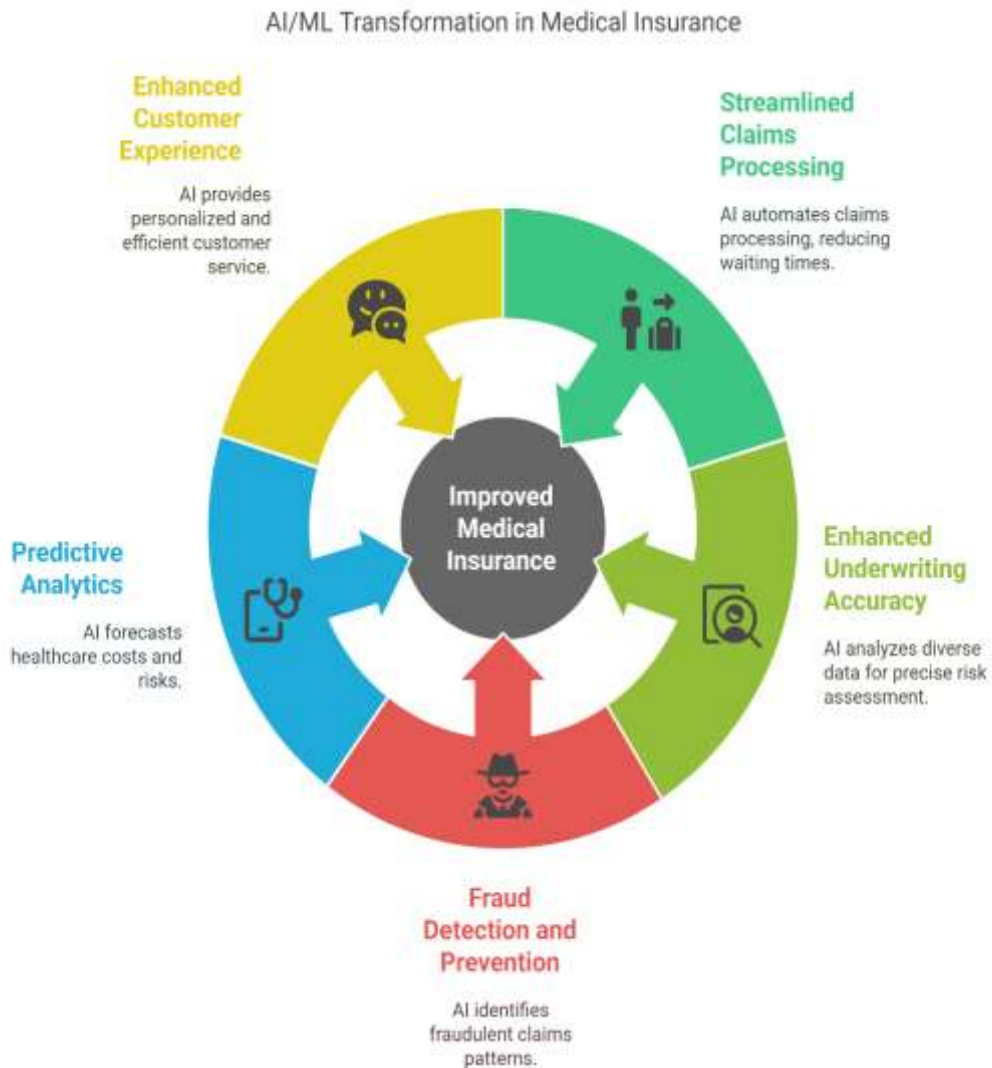 AI/ML Transformation in Medical Insurance
Enhanced
Customer
Experience
AI provides
personalized and
efficient customer
service.
Streamlined
Claims
Processing
AI automates claims
processing, reducing
waiting times.
Improved
Medical
Insurance
Predictive
Analytics
AI forecasts
healthcare costs and
risks.
Enhanced
Underwriting
Accuracy
AI analyzes diverse
data for precise risk
assessment.
Fraud
Detection and
Prevention
AI identifies
fraudulent claims
patterns.